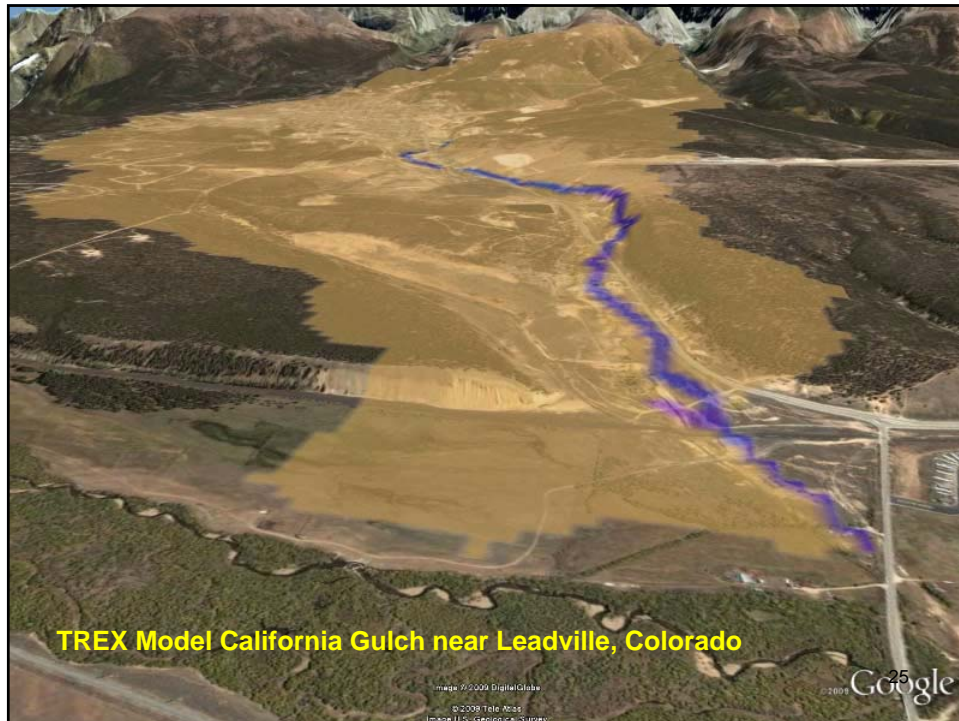 TREX Model California Gulch near Leadville, Colorado
Image © 2009 DigitalGlobe
© 2009 Tele Atlas
Image U.S. Geological Survey
© 2009 Google
25